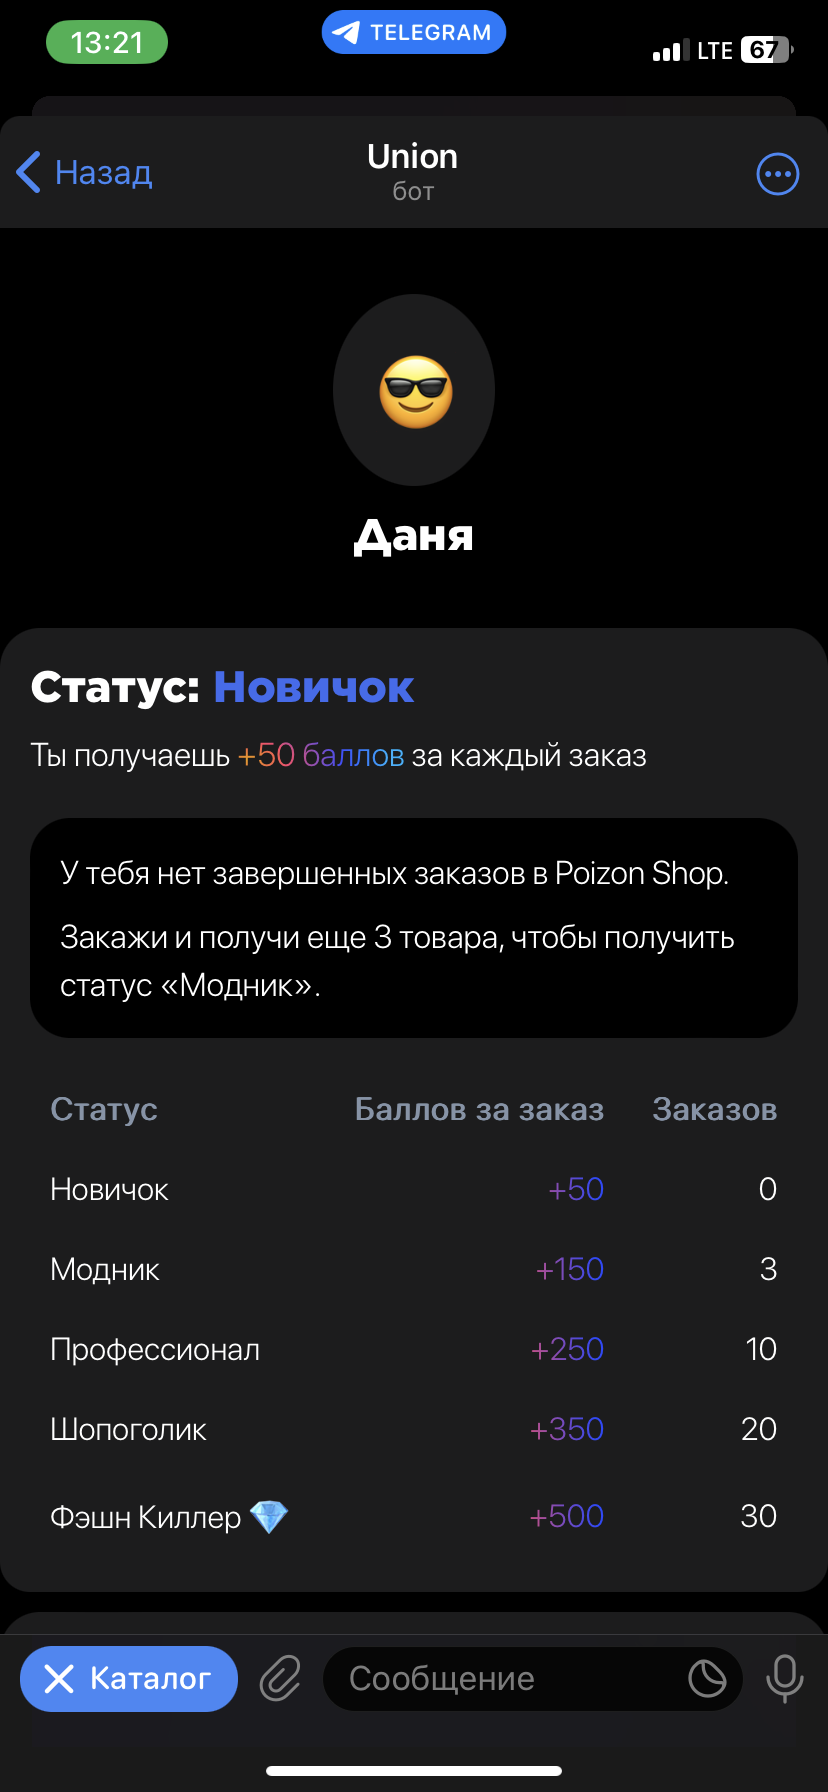 13:21
TELEGRAM
LTE
67
Назад
Union
бот
Даня
Статус: Новичок
Ты получаешь +50 баллов за каждый заказ
У тебя нет завершенных заказов в Poizon Shop.
Закажи и получи еще 3 товара, чтобы получить
статус «Модник».
Статус Баллов за заказ Заказов
Новичок +50 0
Модник +150 3
Профессионал +250 10
Шопоголик +350 20
Фэшн Киллер 💎 +500 30
Каталог
Сообщение